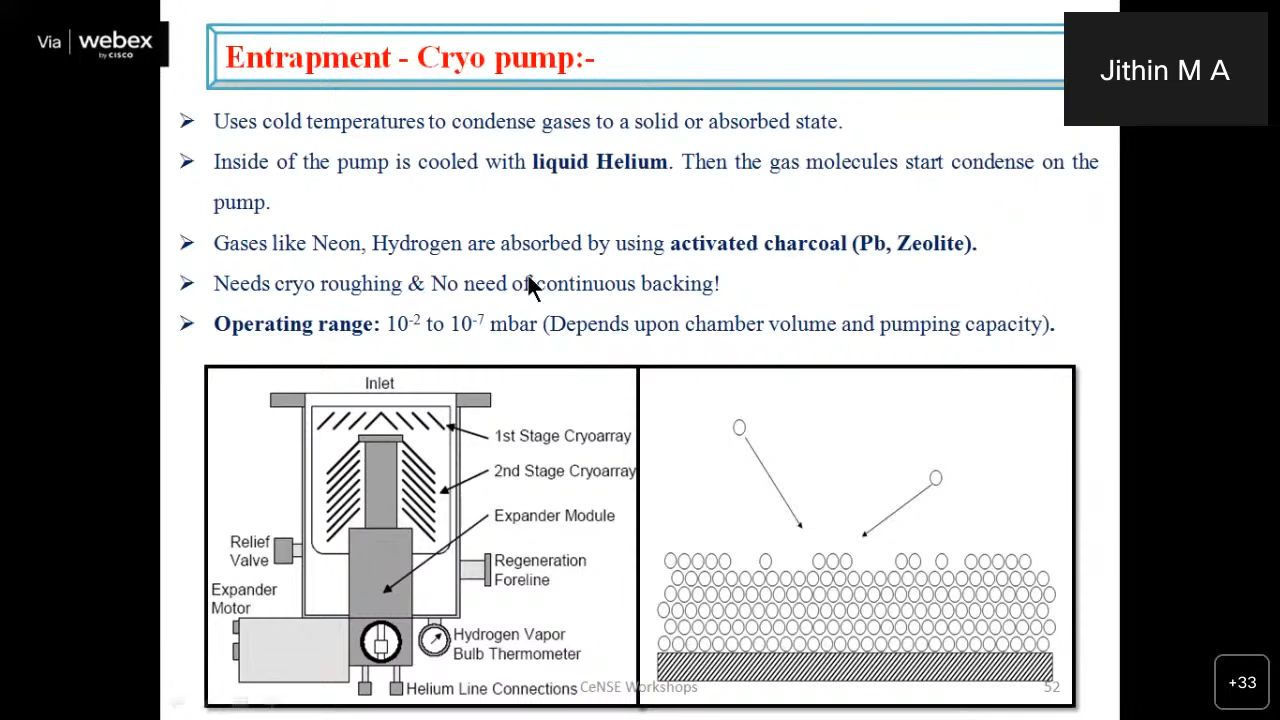 Via webex
by CISCO
Entrapment - Cryo pump:-
Jithin M A
➢ Uses cold temperatures to condense gases to a solid or absorbed state.
➢ Inside of the pump is cooled with liquid Helium. Then the gas molecules start condense on the
pump.
➢ Gases like Neon, Hydrogen are absorbed by using activated charcoal (Pb, Zeolite).
➢ Needs cryo roughing & No need of continuous backing!
➢ Operating range: 10-2 to 10-7 mbar (Depends upon chamber volume and pumping capacity).
Inlet
1st Stage Cryoarray
2nd Stage Cryoarray
Expander Module
Relief
Valve
Regeneration
Foreline
Expander
Motor
Hydrogen Vapor
Bulb Thermometer
Helium Line Connections
CeNSE Workshops
52
+33